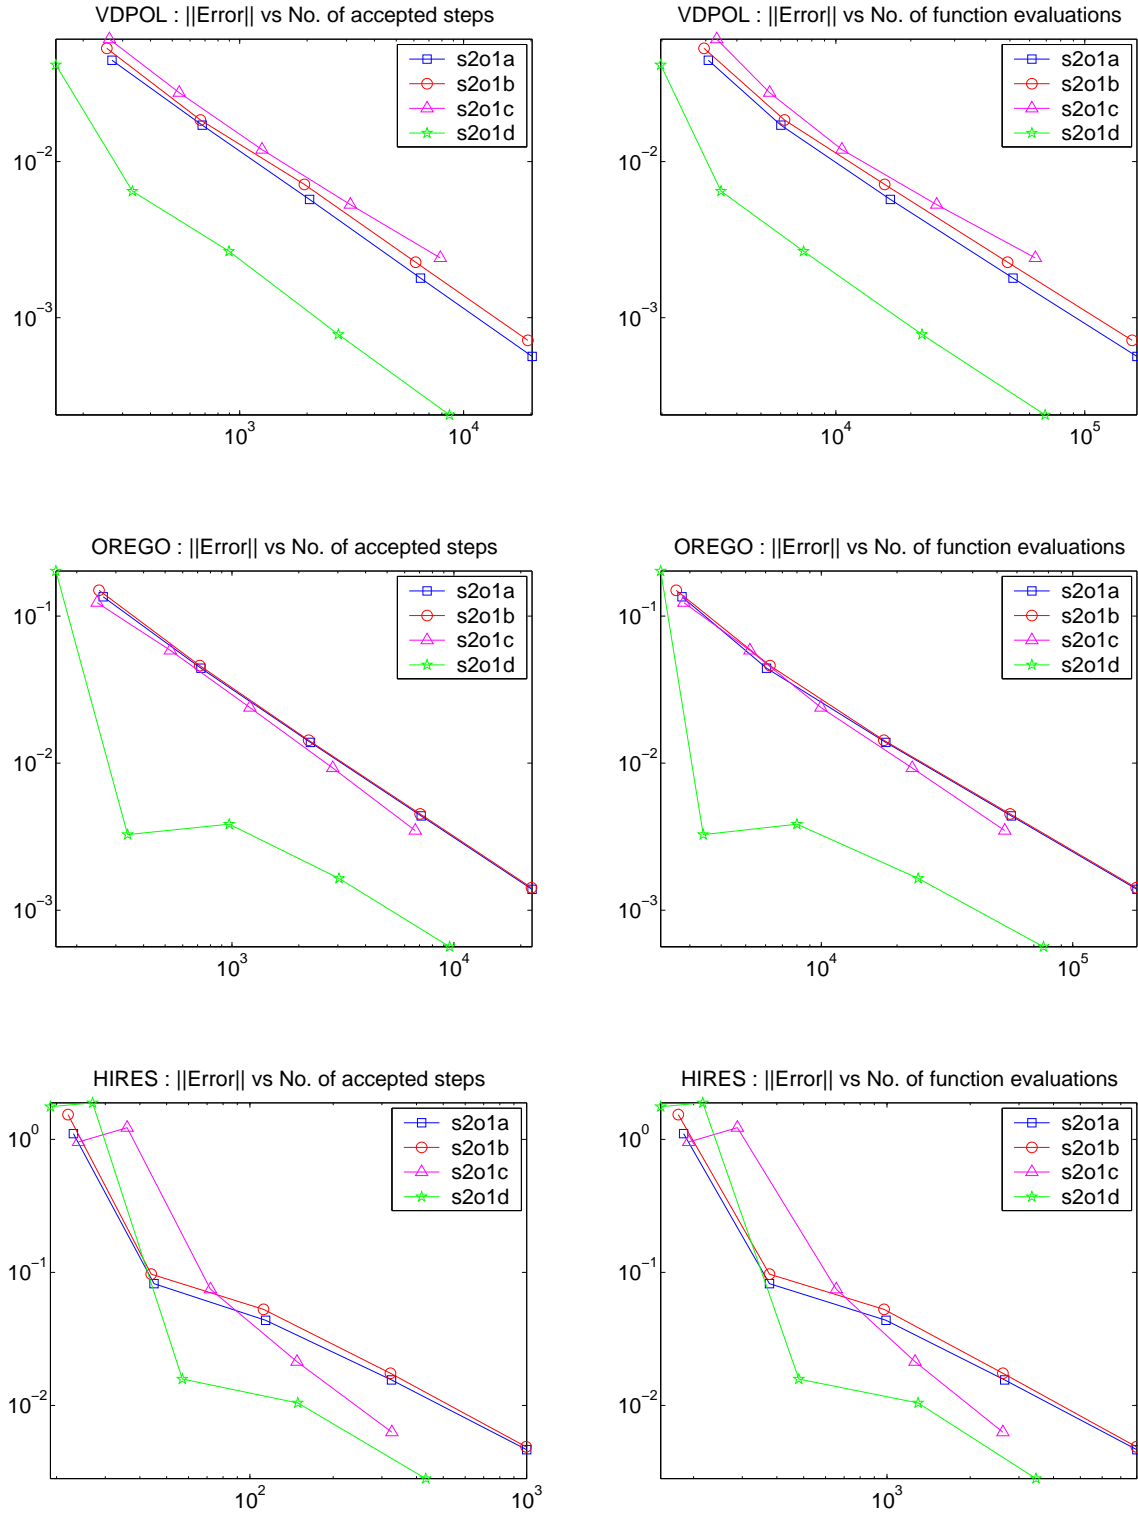 VDPOL : ||Error|| vs No. of accepted steps
s2o1a
s2o1b
s2o1c
s2o1d
10^−2
10^−3
10^3
10^4
VDPOL : ||Error|| vs No. of function evaluations
s2o1a
s2o1b
s2o1c
s2o1d
10^−2
10^−3
10^4
10^5
OREGO : ||Error|| vs No. of accepted steps
s2o1a
s2o1b
s2o1c
s2o1d
10^−1
10^−2
10^−3
10^3
10^4
OREGO : ||Error|| vs No. of function evaluations
s2o1a
s2o1b
s2o1c
s2o1d
10^−1
10^−2
10^−3
10^4
10^5
HIRES : ||Error|| vs No. of accepted steps
s2o1a
s2o1b
s2o1c
s2o1d
10^0
10^−1
10^−2
10^2
10^3
HIRES : ||Error|| vs No. of function evaluations
s2o1a
s2o1b
s2o1c
s2o1d
10^0
10^−1
10^−2
10^3